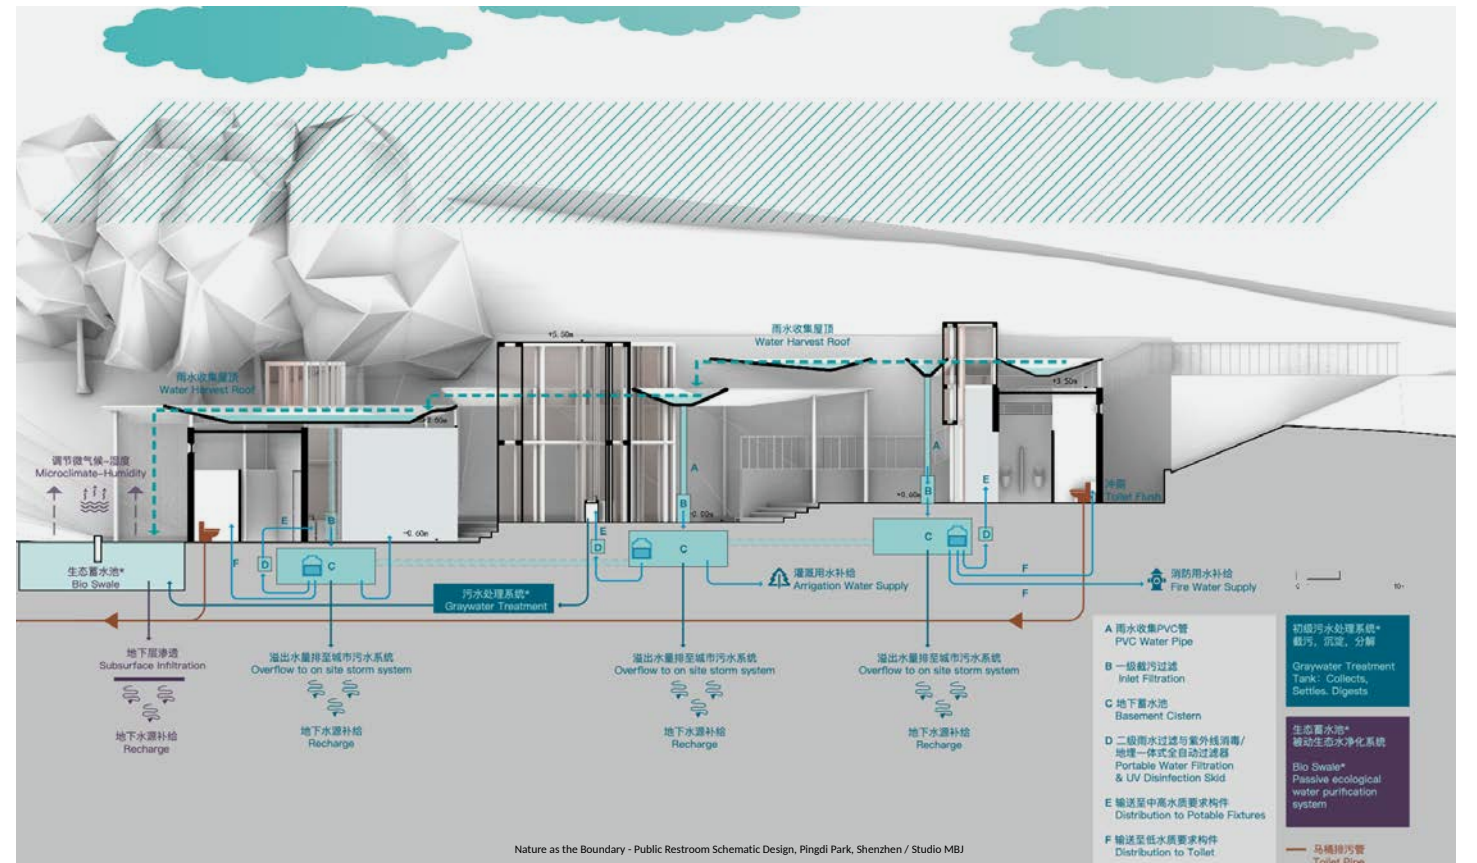 雨水收集屋顶
Water Harvest Roof
+5.50m
雨水收集屋顶
Water Harvest Roof
+3.50m
调节微气候-湿度
Microclimate-Humidity
A
A
B
B
B
E
E
E
-0.60m
冲厕
Toilet Flush
C
C
C
D
D
D
F
F
F
生态蓄水池*
Bio Swale
污水处理系统*
Graywater Treatment
灌溉用水补给
Arrigation Water Supply
消防用水补给
Fire Water Supply
地下层渗透
Subsurface Infiltration
溢出水量排至城市污水系统
Overflow to on site storm system
溢出水量排至城市污水系统
Overflow to on site storm system
溢出水量排至城市污水系统
Overflow to on site storm system
地下水源补给
Recharge
地下水源补给
Recharge
地下水源补给
Recharge
地下水源补给
Recharge
A 雨水收集PVC管
PVC Water Pipe
B 一级截污过滤
Inlet Filtration
C 地下蓄水池
Basement Cistern
D 二级雨水过滤与紫外线消毒/
地埋一体式全自动过滤器
Portable Water Filtration
& UV Disinfection Skid
E 输送至中高水质要求构件
Distribution to Potable Fixtures
F 输送至低水质要求构件
Distribution to Toilet
初级污水处理系统*
截污，沉淀，分解
Graywater Treatment
Tank: Collects,
Settles. Digests
生态蓄水池*
被动生态水净化系统
Bio Swale*
Passive ecological
water purification
system
马桶排污管
Toilet Pipe
Nature as the Boundary - Public Restroom Schematic Design, Pingdi Park, Shenzhen / Studio MBJ